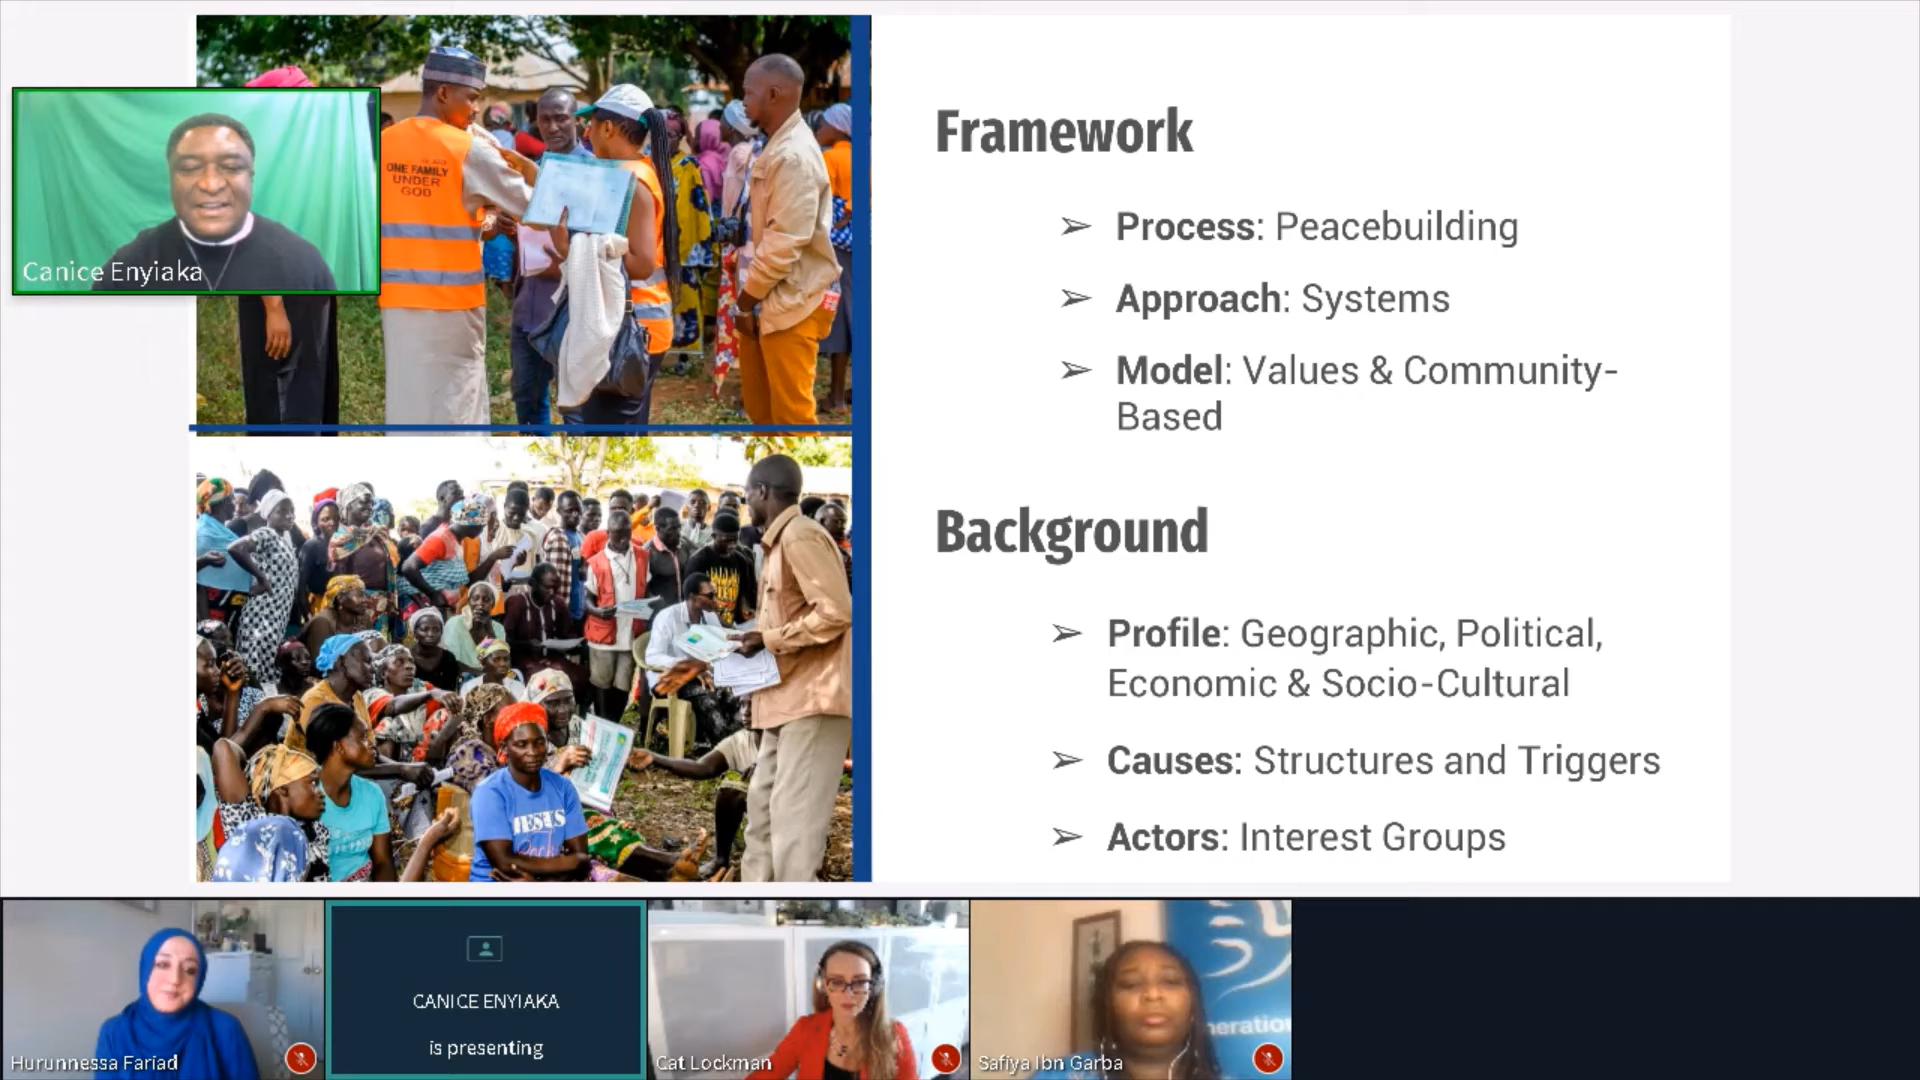 Canice Enyiaka
ONE FAMILY
UNDER
GOD
JESUS
Framework
➢ Process: Peacebuilding
➢ Approach: Systems
➢ Model: Values & Community-
Based
Background
➢ Profile: Geographic, Political,
Economic & Socio-Cultural
➢ Causes: Structures and Triggers
➢ Actors: Interest Groups
Hurunnessa Fariad
CANICE ENYIAKA
is presenting
Cat Lockman
Safiya Ibn Garba